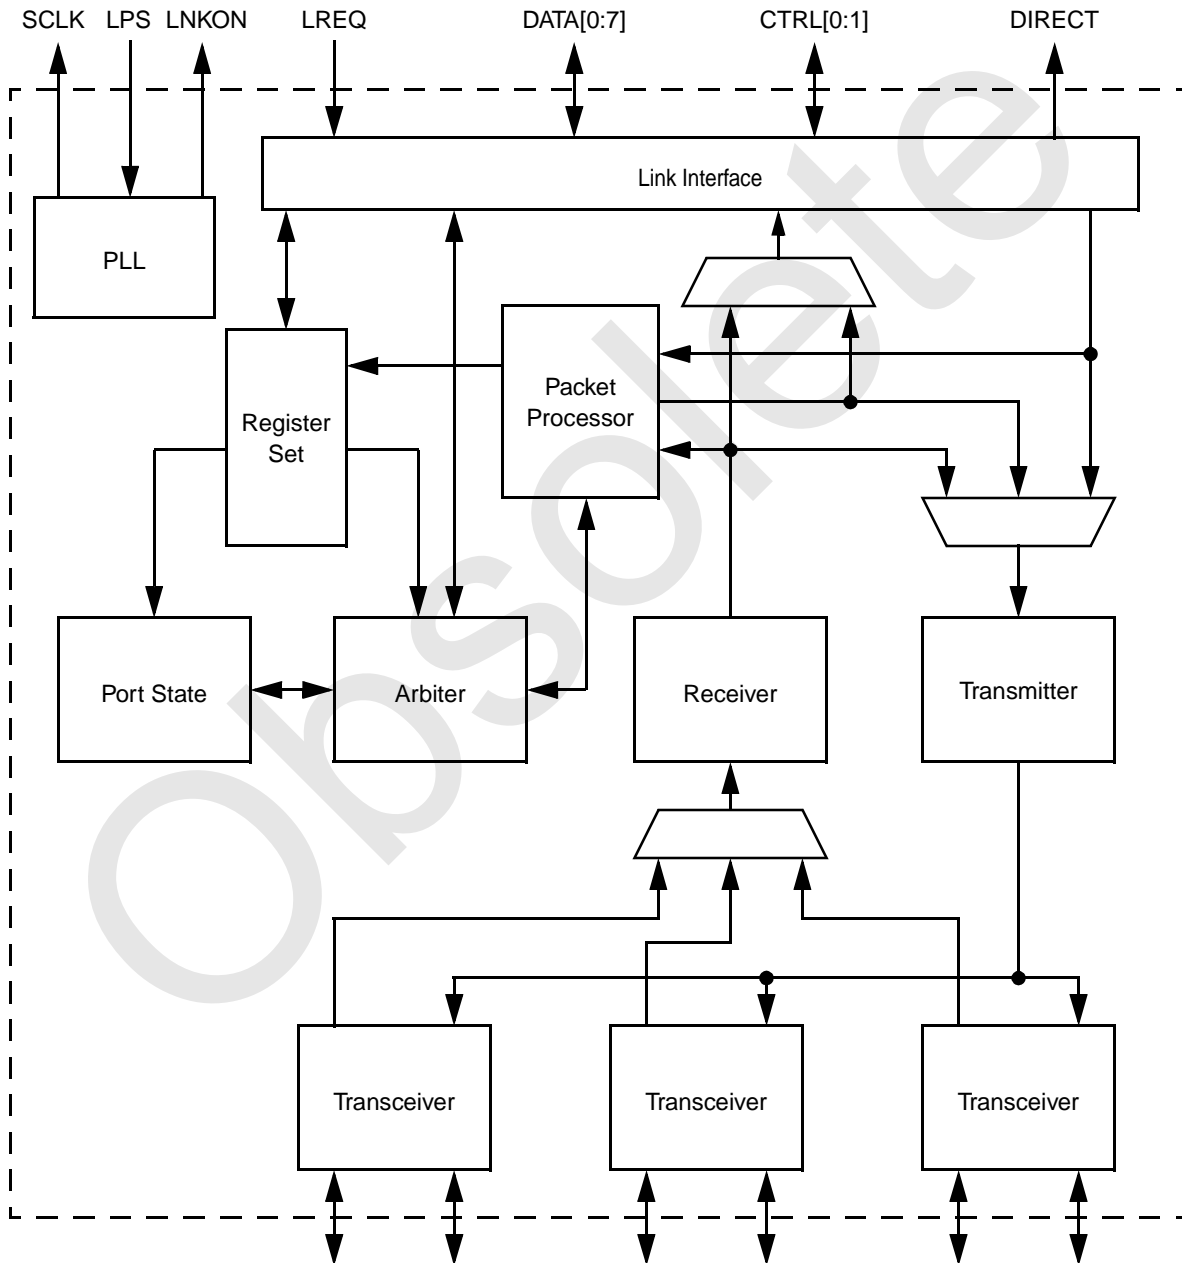 SCLK LPS LNKON LREQ DATA[0:7] CTRL[0:1] DIRECT
Link Interface
PLL
Packet
Processor
Register
Set
Port State
Arbiter
Receiver
Transmitter
Transceiver
Transceiver
Transceiver
Obsolete